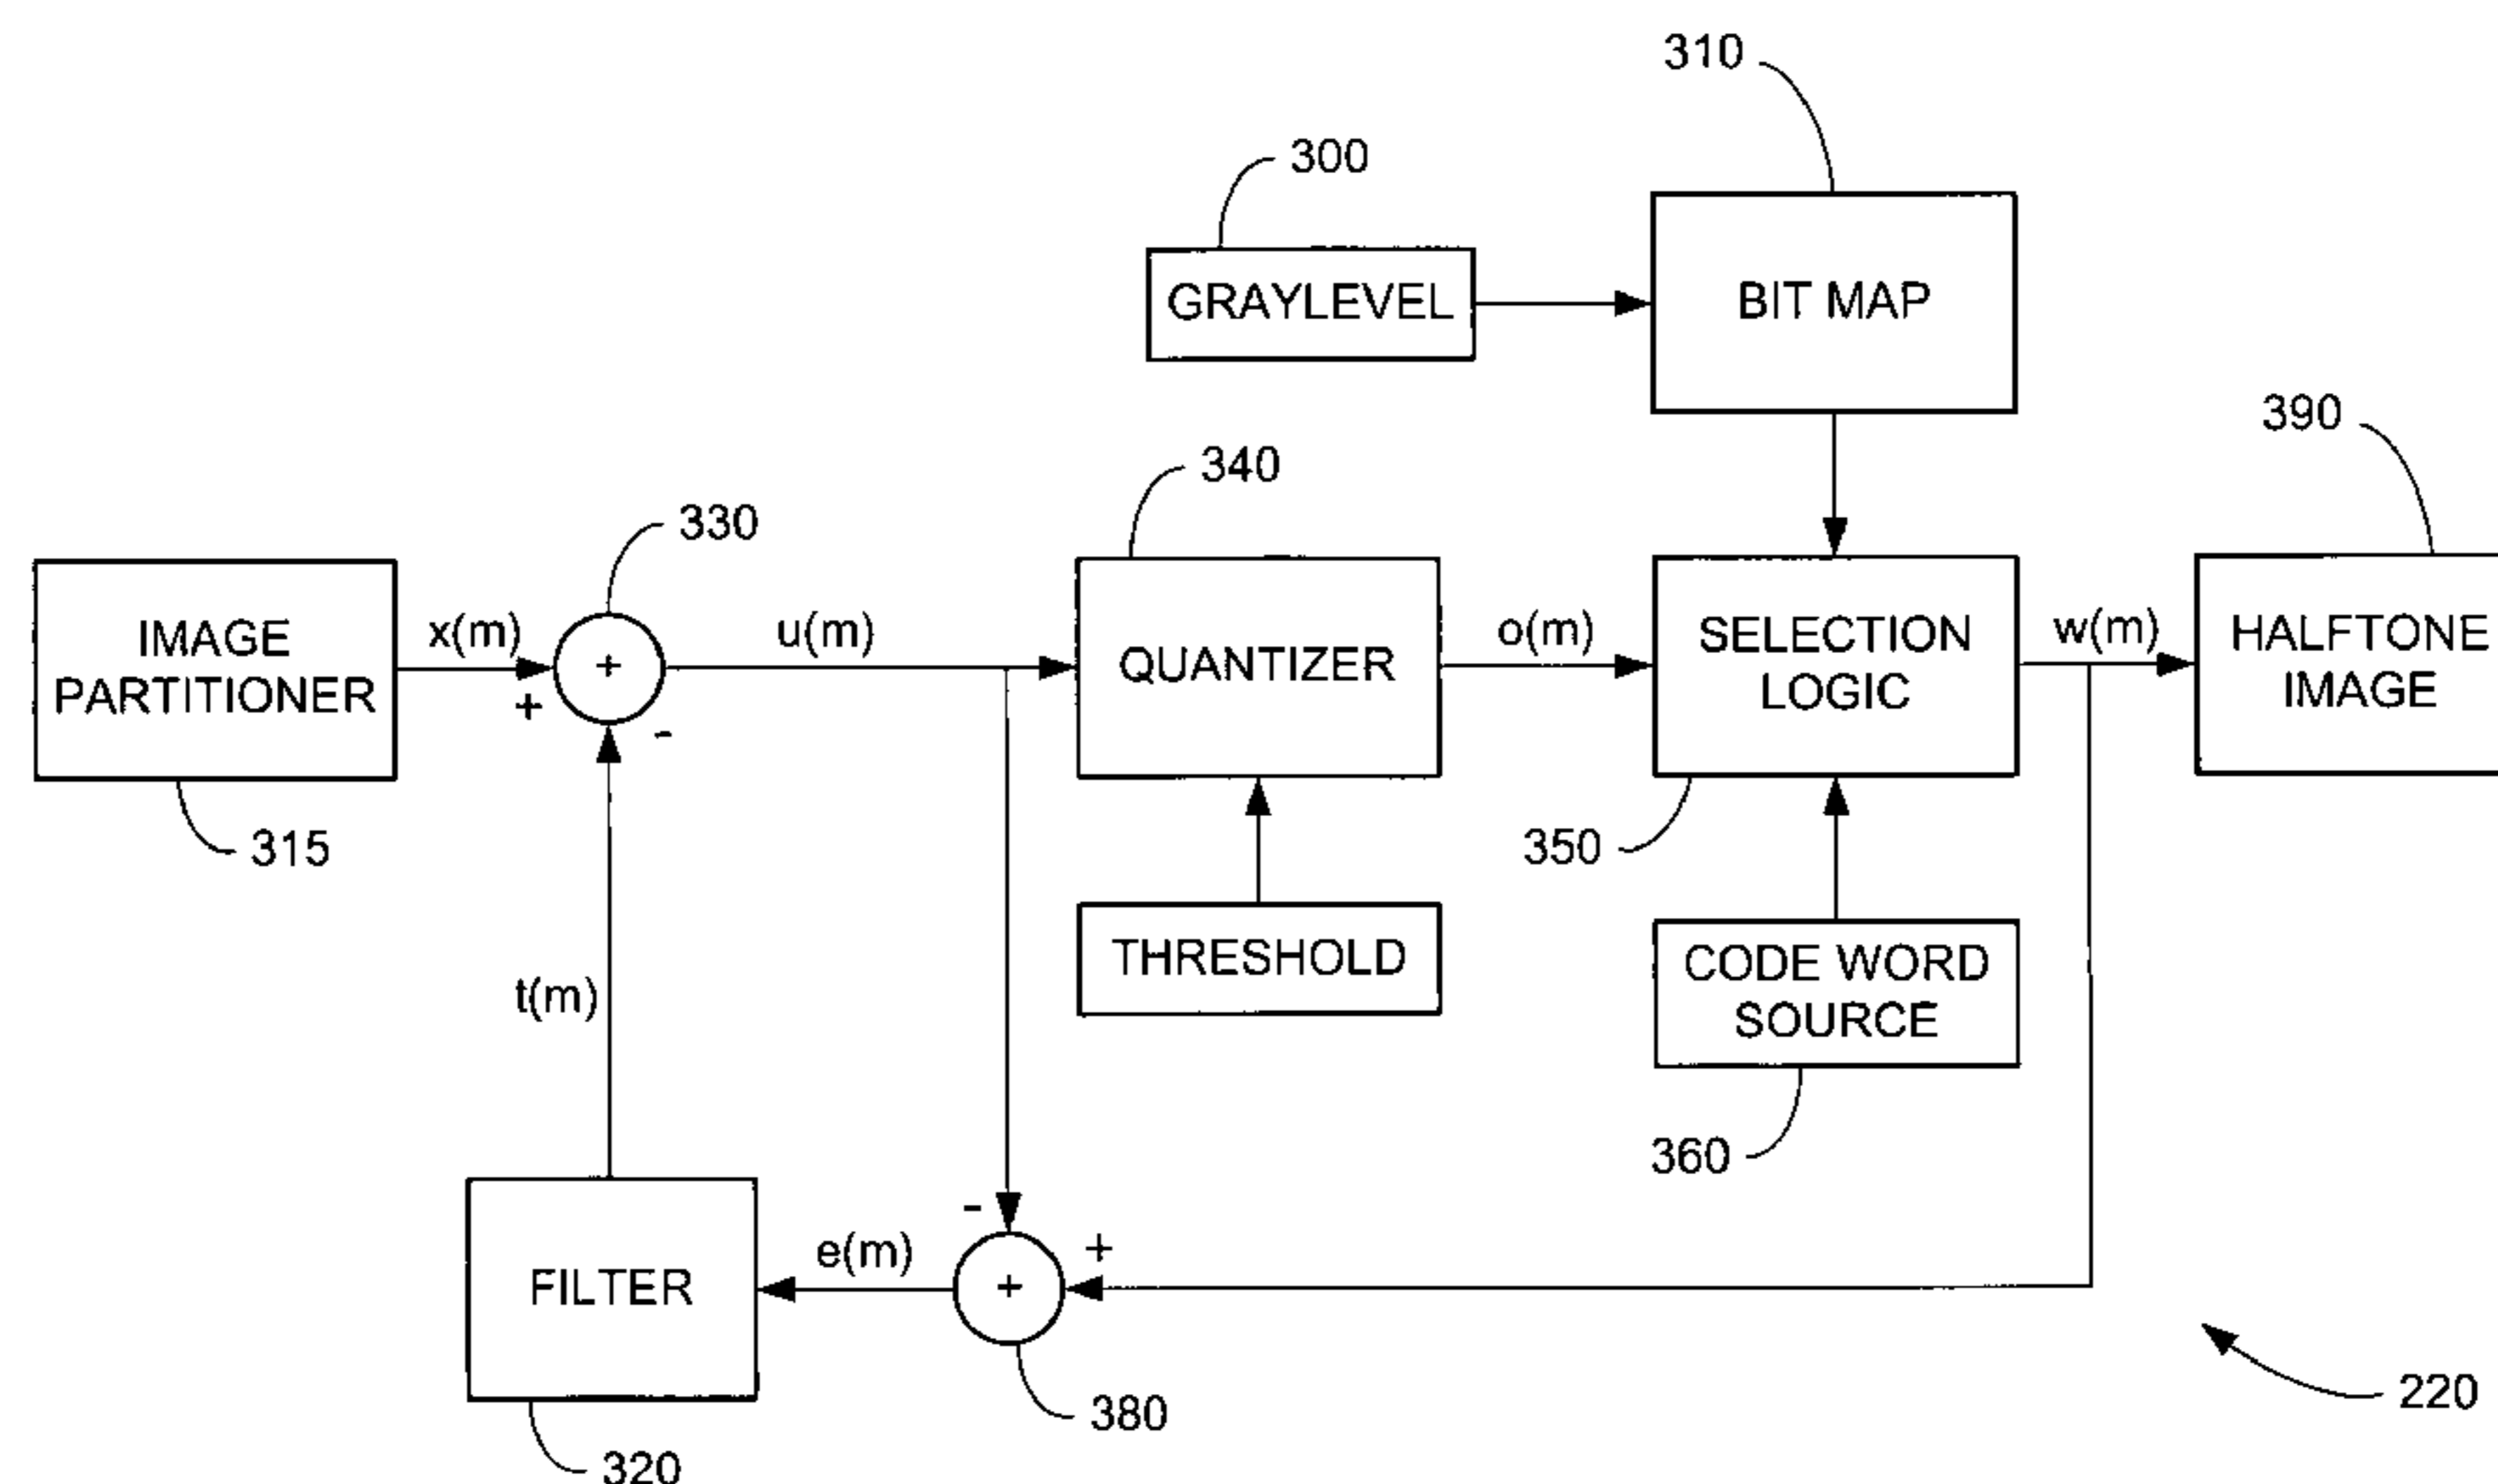 310
300
GRAYLEVEL
BIT MAP
390
340
330
IMAGE
PARTITIONER
x(m)
+
+
-
u(m)
QUANTIZER
o(m)
SELECTION
LOGIC
w(m)
HALFTONE
IMAGE
315
350
THRESHOLD
CODE WORD
SOURCE
t(m)
360
-
+
e(m)
+
FILTER
380
220
320